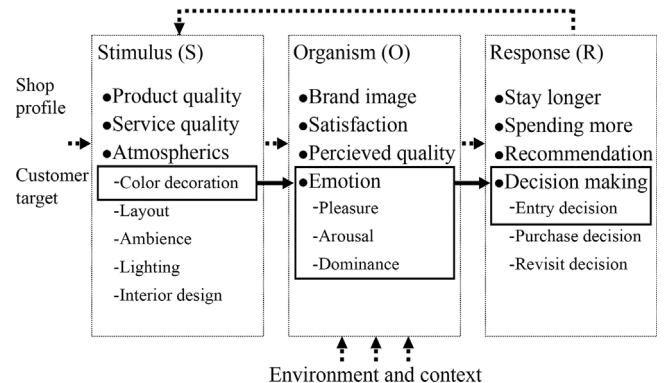 Shop
profile
Customer
target
Stimulus (S)
●Product quality
●Service quality
●Atmospherics
-Color decoration
-Layout
-Ambience
-Lighting
-Interior design
Organism (O)
●Brand image
●Satisfaction
●Percieved quality
●Emotion
-Pleasure
-Arousal
-Dominance
Response (R)
●Stay longer
●Spending more
●Recommendation
●Decision making
-Entry decision
-Purchase decision
-Revisit decision
Environment and context